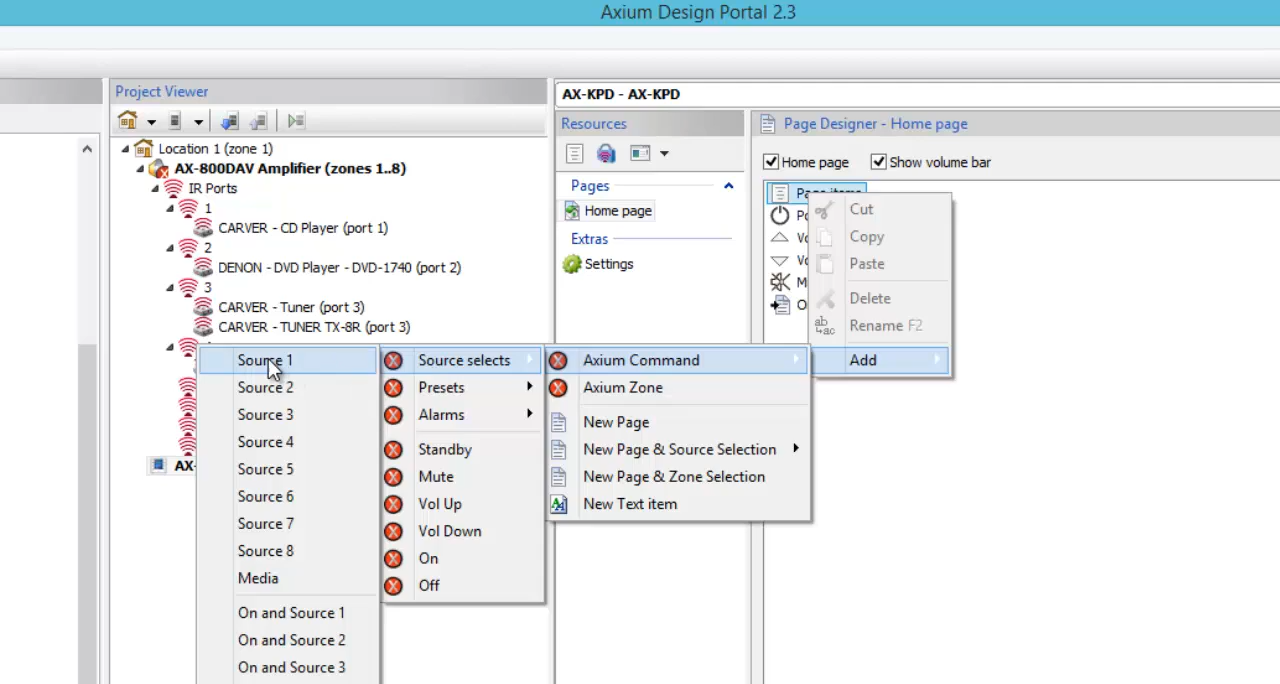 Axium Design Portal 2.3
Project Viewer
Location 1 (zone 1)
AX-800DAV Amplifier (zones 1..8)
IR Ports
1
CARVER - CD Player (port 1)
2
DENON - DVD Player - DVD-1740 (port 2)
3
CARVER - Tuner (port 3)
CARVER - TUNER TX-8R (port 3)
AX-
AX-KPD - AX-KPD
Resources
Pages
Home page
Extras
Settings
Page Designer - Home page
Home page
Show volume bar
Page items
Cut
Copy
Paste
Delete
Rename F2
Add
Axium Command
Axium Zone
New Page
New Page & Source Selection
New Page & Zone Selection
New Text item
Source selects
Presets
Alarms
Standby
Mute
Vol Up
Vol Down
On
Off
Source 1
Source 2
Source 3
Source 4
Source 5
Source 6
Source 7
Source 8
Media
On and Source 1
On and Source 2
On and Source 3